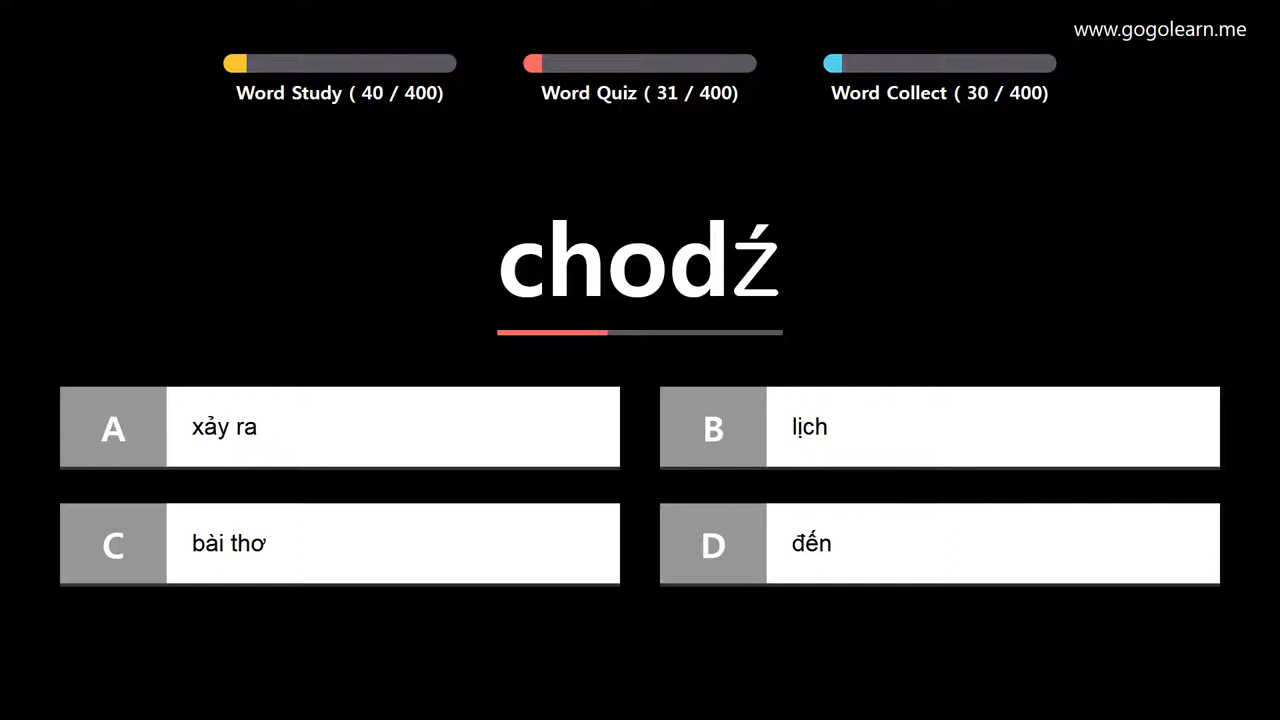 www.gogolearn.me
Word Study ( 40 / 400)
Word Quiz ( 31 / 400)
Word Collect ( 30 / 400)
chodź
A xảy ra
B lịch
C bài thơ
D đến